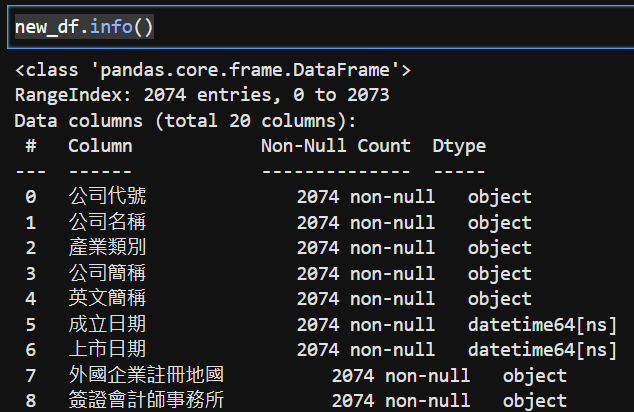 new_df.info()
<class 'pandas.core.frame.DataFrame'>
RangeIndex: 2074 entries, 0 to 2073
Data columns (total 20 columns):
 #   Column            Non-Null Count  Dtype
---  ------            --------------  -----
 0   公司代號              2074 non-null   object
 1   公司名稱              2074 non-null   object
 2   產業類別              2074 non-null   object
 3   公司簡稱              2074 non-null   object
 4   英文簡稱              2074 non-null   object
 5   成立日期              2074 non-null   datetime64[ns]
 6   上市日期              2074 non-null   datetime64[ns]
 7   外國企業註冊地國          2074 non-null   object
 8   簽證會計師事務所          2074 non-null   object